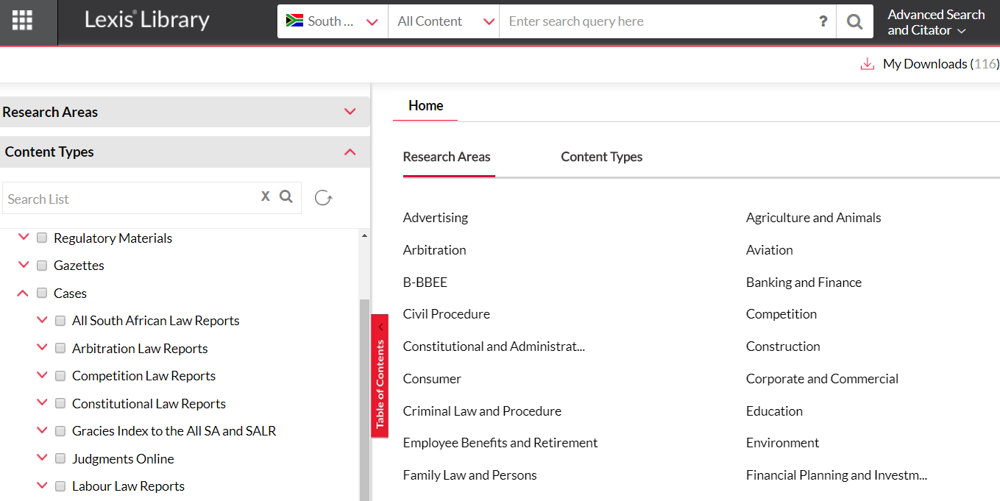 Lexis® Library
South ...
All Content
Enter search query here
?
Advanced Search
and Citator
My Downloads (116)
Research Areas
Content Types
Search List
X
Regulatory Materials
Gazettes
Cases
All South African Law Reports
Arbitration Law Reports
Competition Law Reports
Constitutional Law Reports
Gracies Index to the All SA and SALR
Judgments Online
Labour Law Reports
Table of Contents
Home
Research Areas
Content Types
Advertising
Agriculture and Animals
Arbitration
Aviation
B-BBEE
Banking and Finance
Civil Procedure
Competition
Constitutional and Administrat...
Construction
Consumer
Corporate and Commercial
Criminal Law and Procedure
Education
Employee Benefits and Retirement
Environment
Family Law and Persons
Financial Planning and Investm...